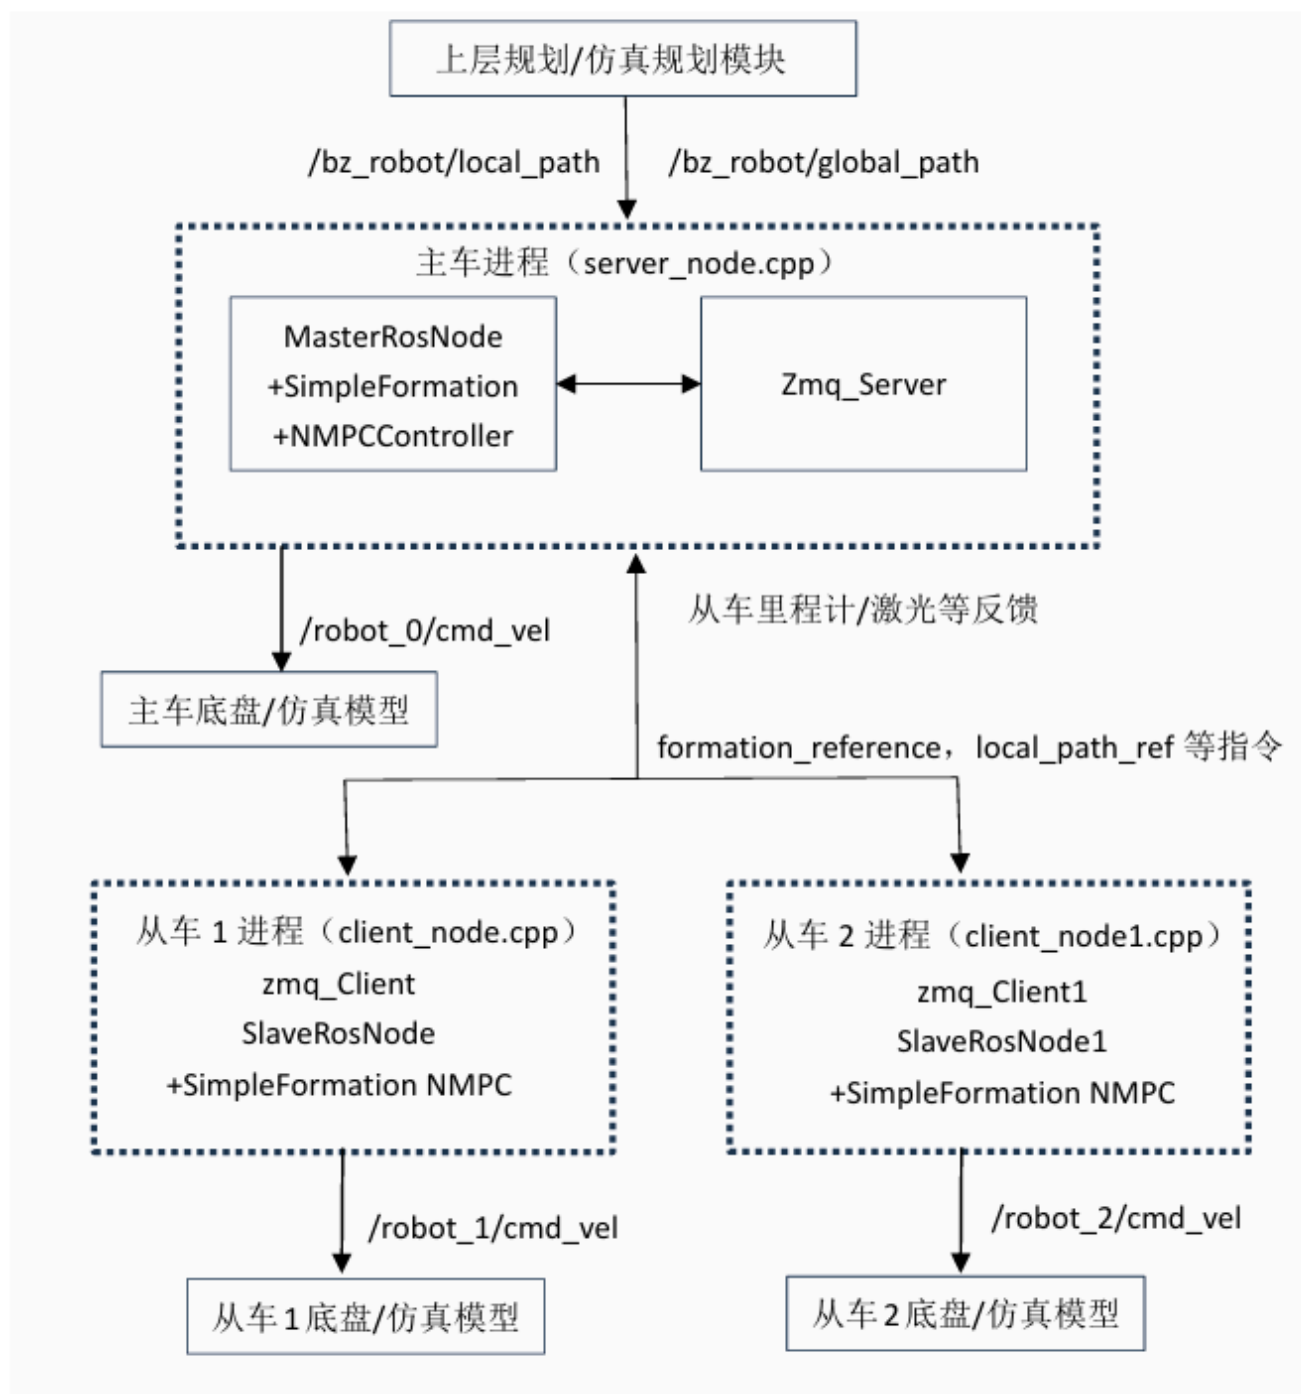 上层规划/仿真规划模块
/bz_robot/local_path
/bz_robot/global_path
主车进程（server_node.cpp）
MasterRosNode
+SimpleFormation
+NMPCController
Zmq_Server
从车里程计/激光等反馈
/robot_0/cmd_vel
主车底盘/仿真模型
formation_reference，local_path_ref 等指令
从车 1 进程（client_node.cpp）
zmq_Client
SlaveRosNode
+SimpleFormation NMPC
从车 2 进程（client_node1.cpp）
zmq_Client1
SlaveRosNode1
+SimpleFormation NMPC
/robot_1/cmd_vel
/robot_2/cmd_vel
从车 1 底盘/仿真模型
从车 2 底盘/仿真模型